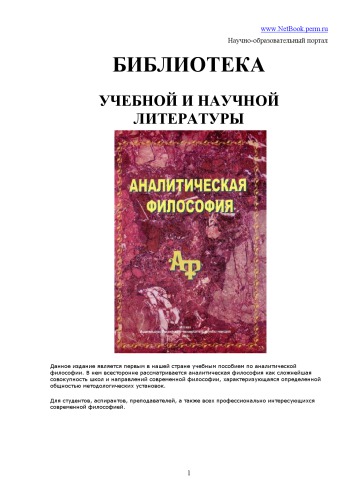 www.NetBook.perm.ru
Научно-образовательный портал
БИБЛИОТЕКА
УЧЕБНОЙ И НАУЧНОЙ
ЛИТЕРАТУРЫ
АНАЛИТИЧЕСКАЯ
ФИЛОСОФИЯ
АФ
Данное издание является первым в нашей стране учебным пособием по аналитической
философии. В нем всесторонне рассматривается аналитическая философия как сложнейшая
совокупность школ и направлений современной философии, характеризующаяся определенной
общностью методологических установок.
Для студентов, аспирантов, преподавателей, а также всех профессионально интересующихся
современной философией.
1